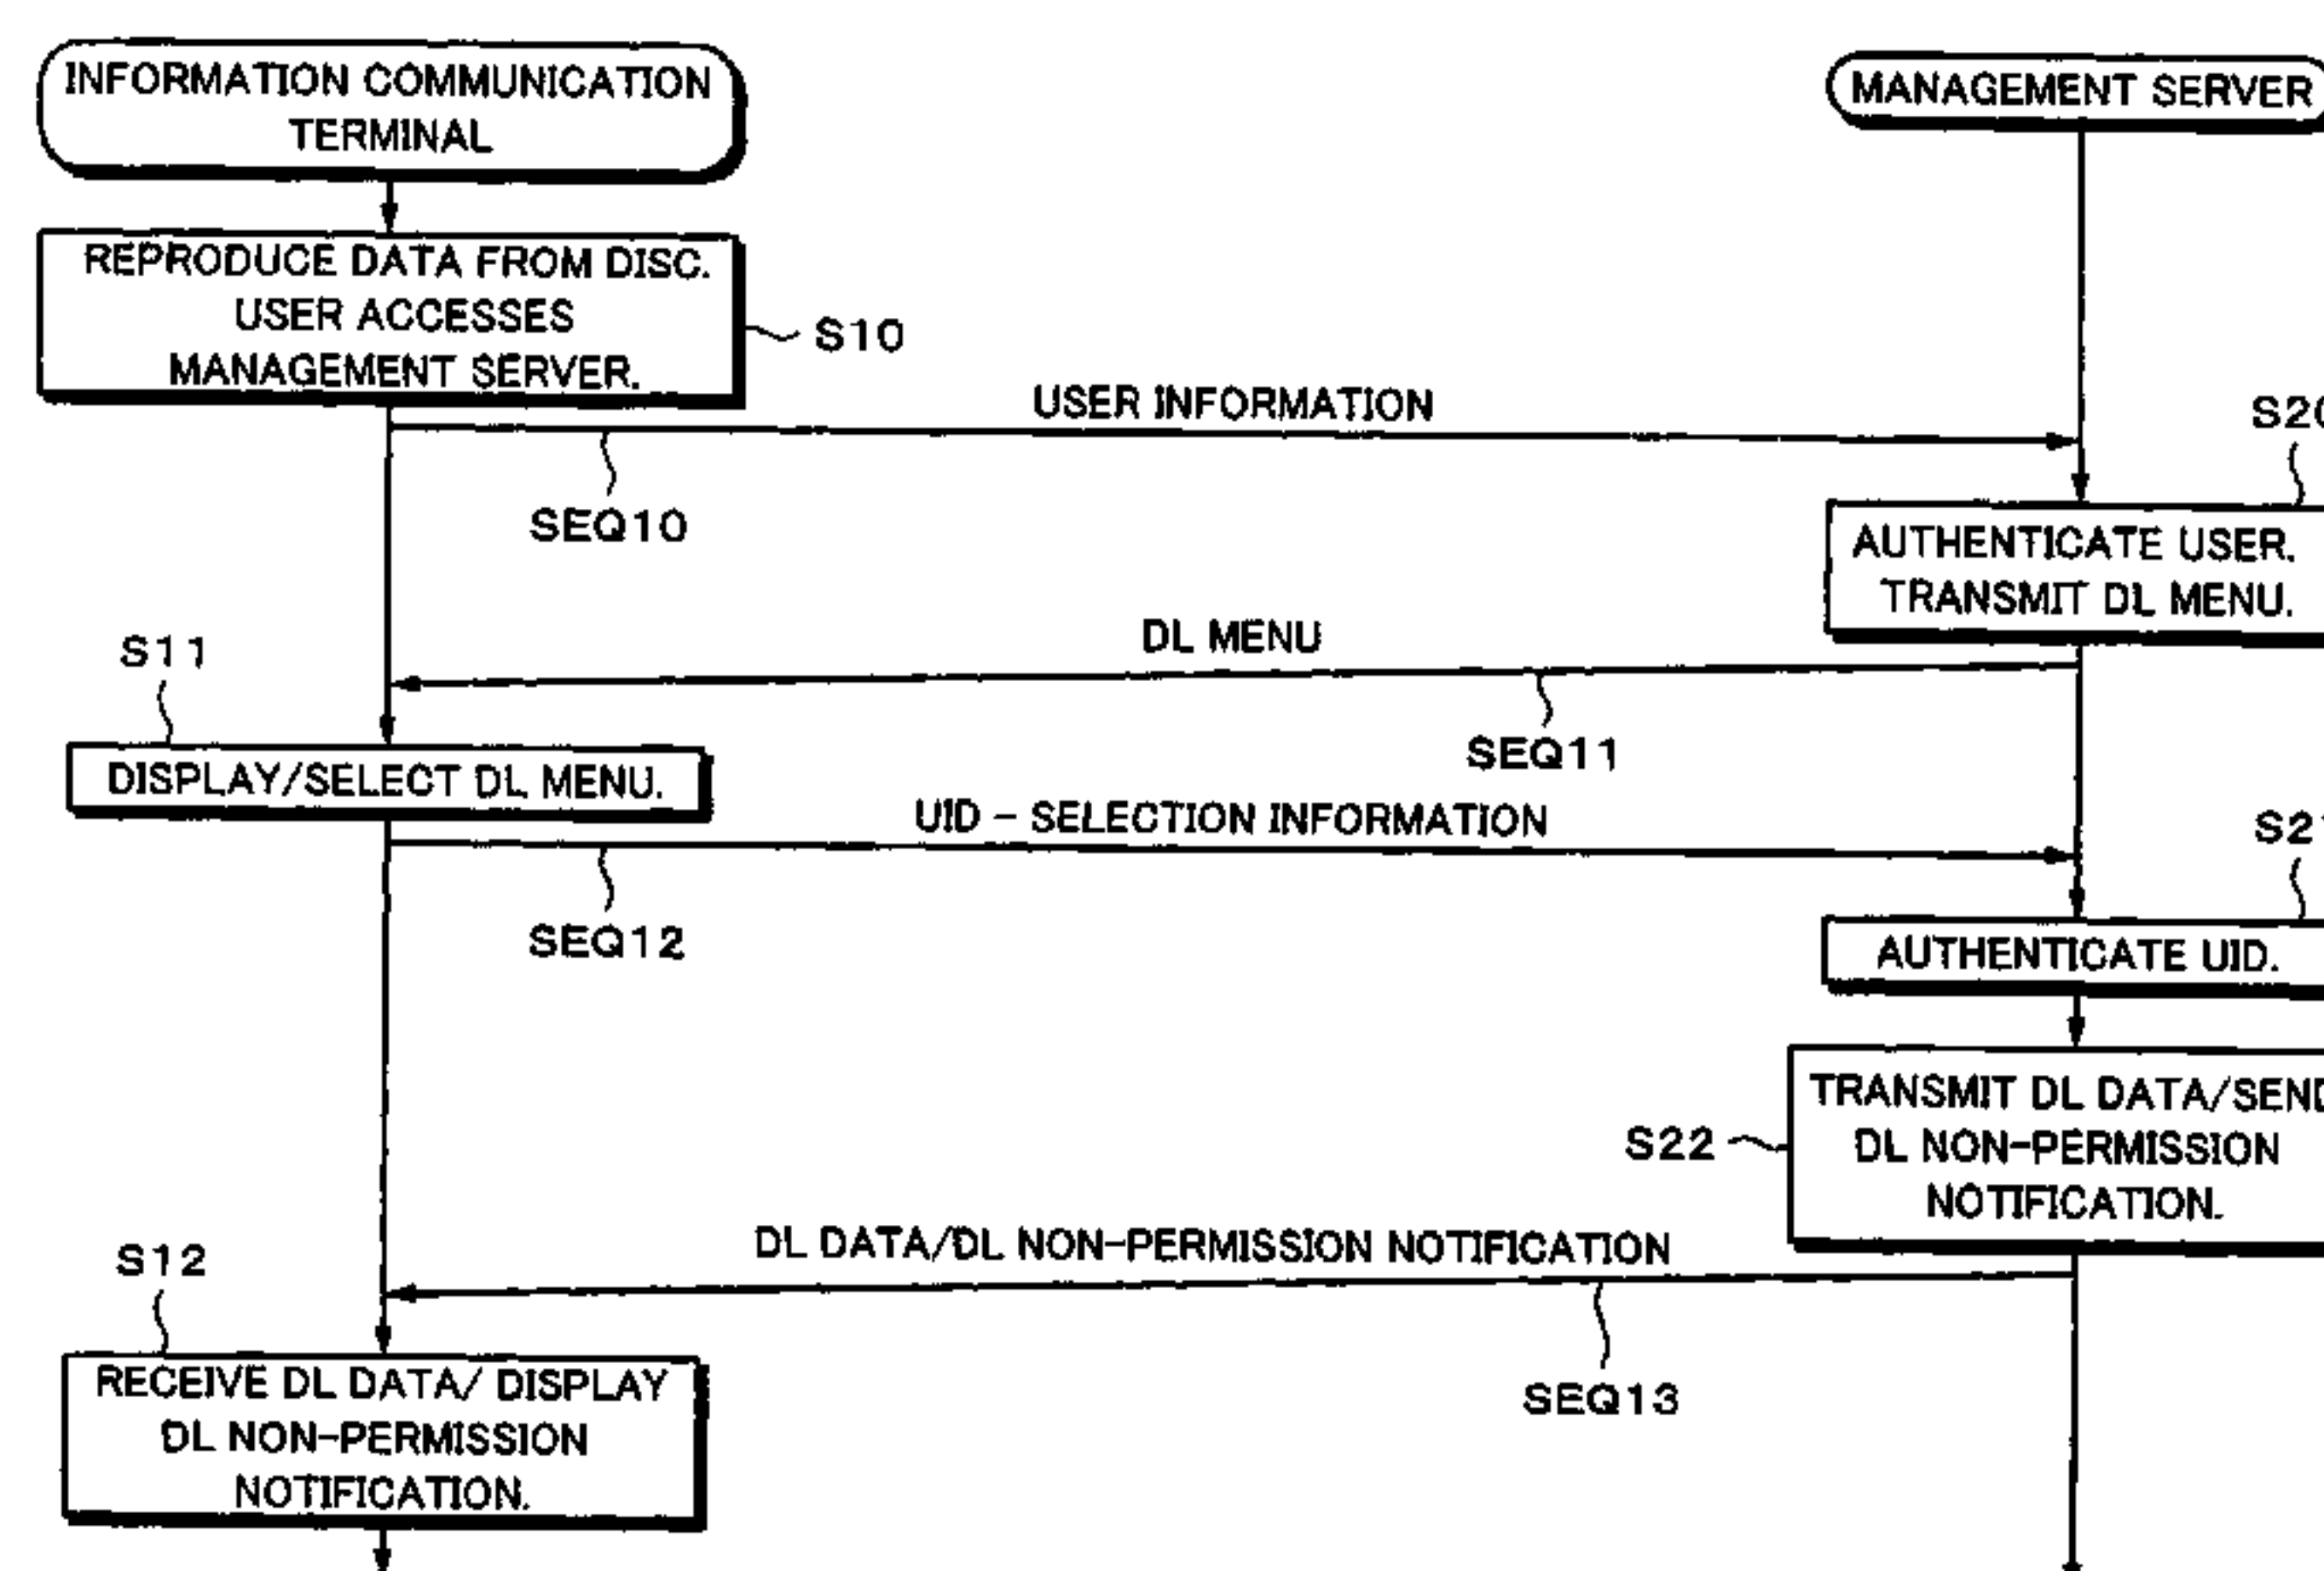 INFORMATION COMMUNICATION
TERMINAL
MANAGEMENT SERVER
REPRODUCE DATA FROM DISC.
USER ACCESSES
MANAGEMENT SERVER.
S10
USER INFORMATION
SEQ10
S20
AUTHENTICATE USER.
TRANSMIT DL MENU.
DL MENU
SEQ11
S11
DISPLAY/SELECT DL MENU.
UID - SELECTION INFORMATION
SEQ12
S21
AUTHENTICATE UID.
TRANSMIT DL DATA/SEND
DL NON-PERMISSION
NOTIFICATION.
S22
DL DATA/DL NON-PERMISSION NOTIFICATION
SEQ13
S12
RECEIVE DL DATA/ DISPLAY
DL NON-PERMISSION
NOTIFICATION.